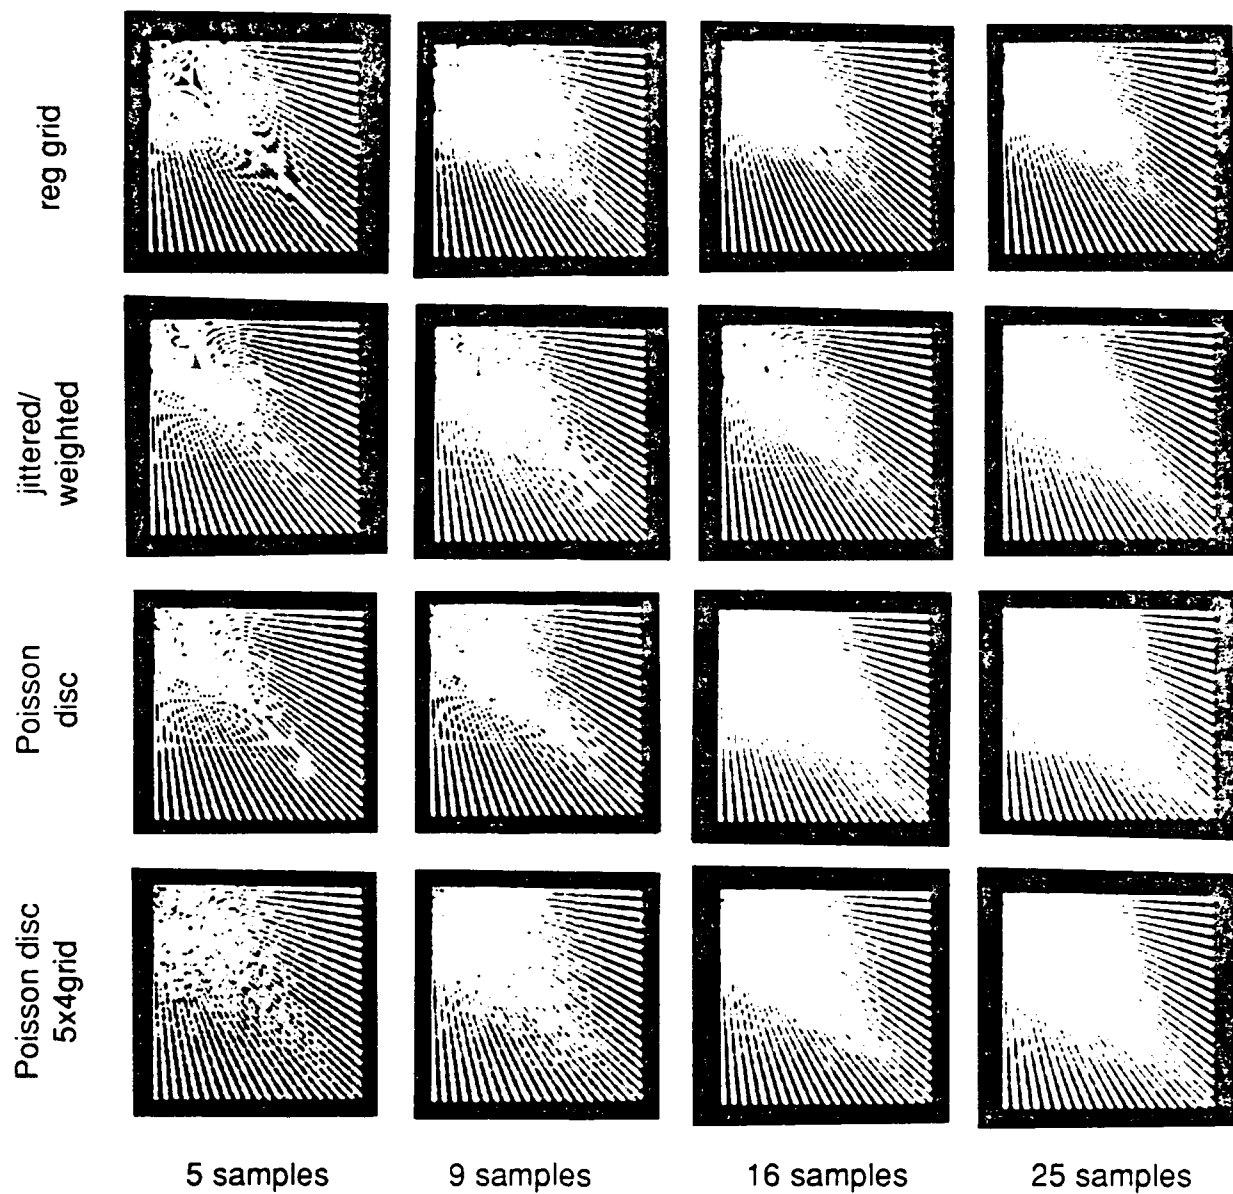 reg grid
jittered/
weighted
Poisson
disc
Poisson disc
5x4grid
5 samples
9 samples
16 samples
25 samples